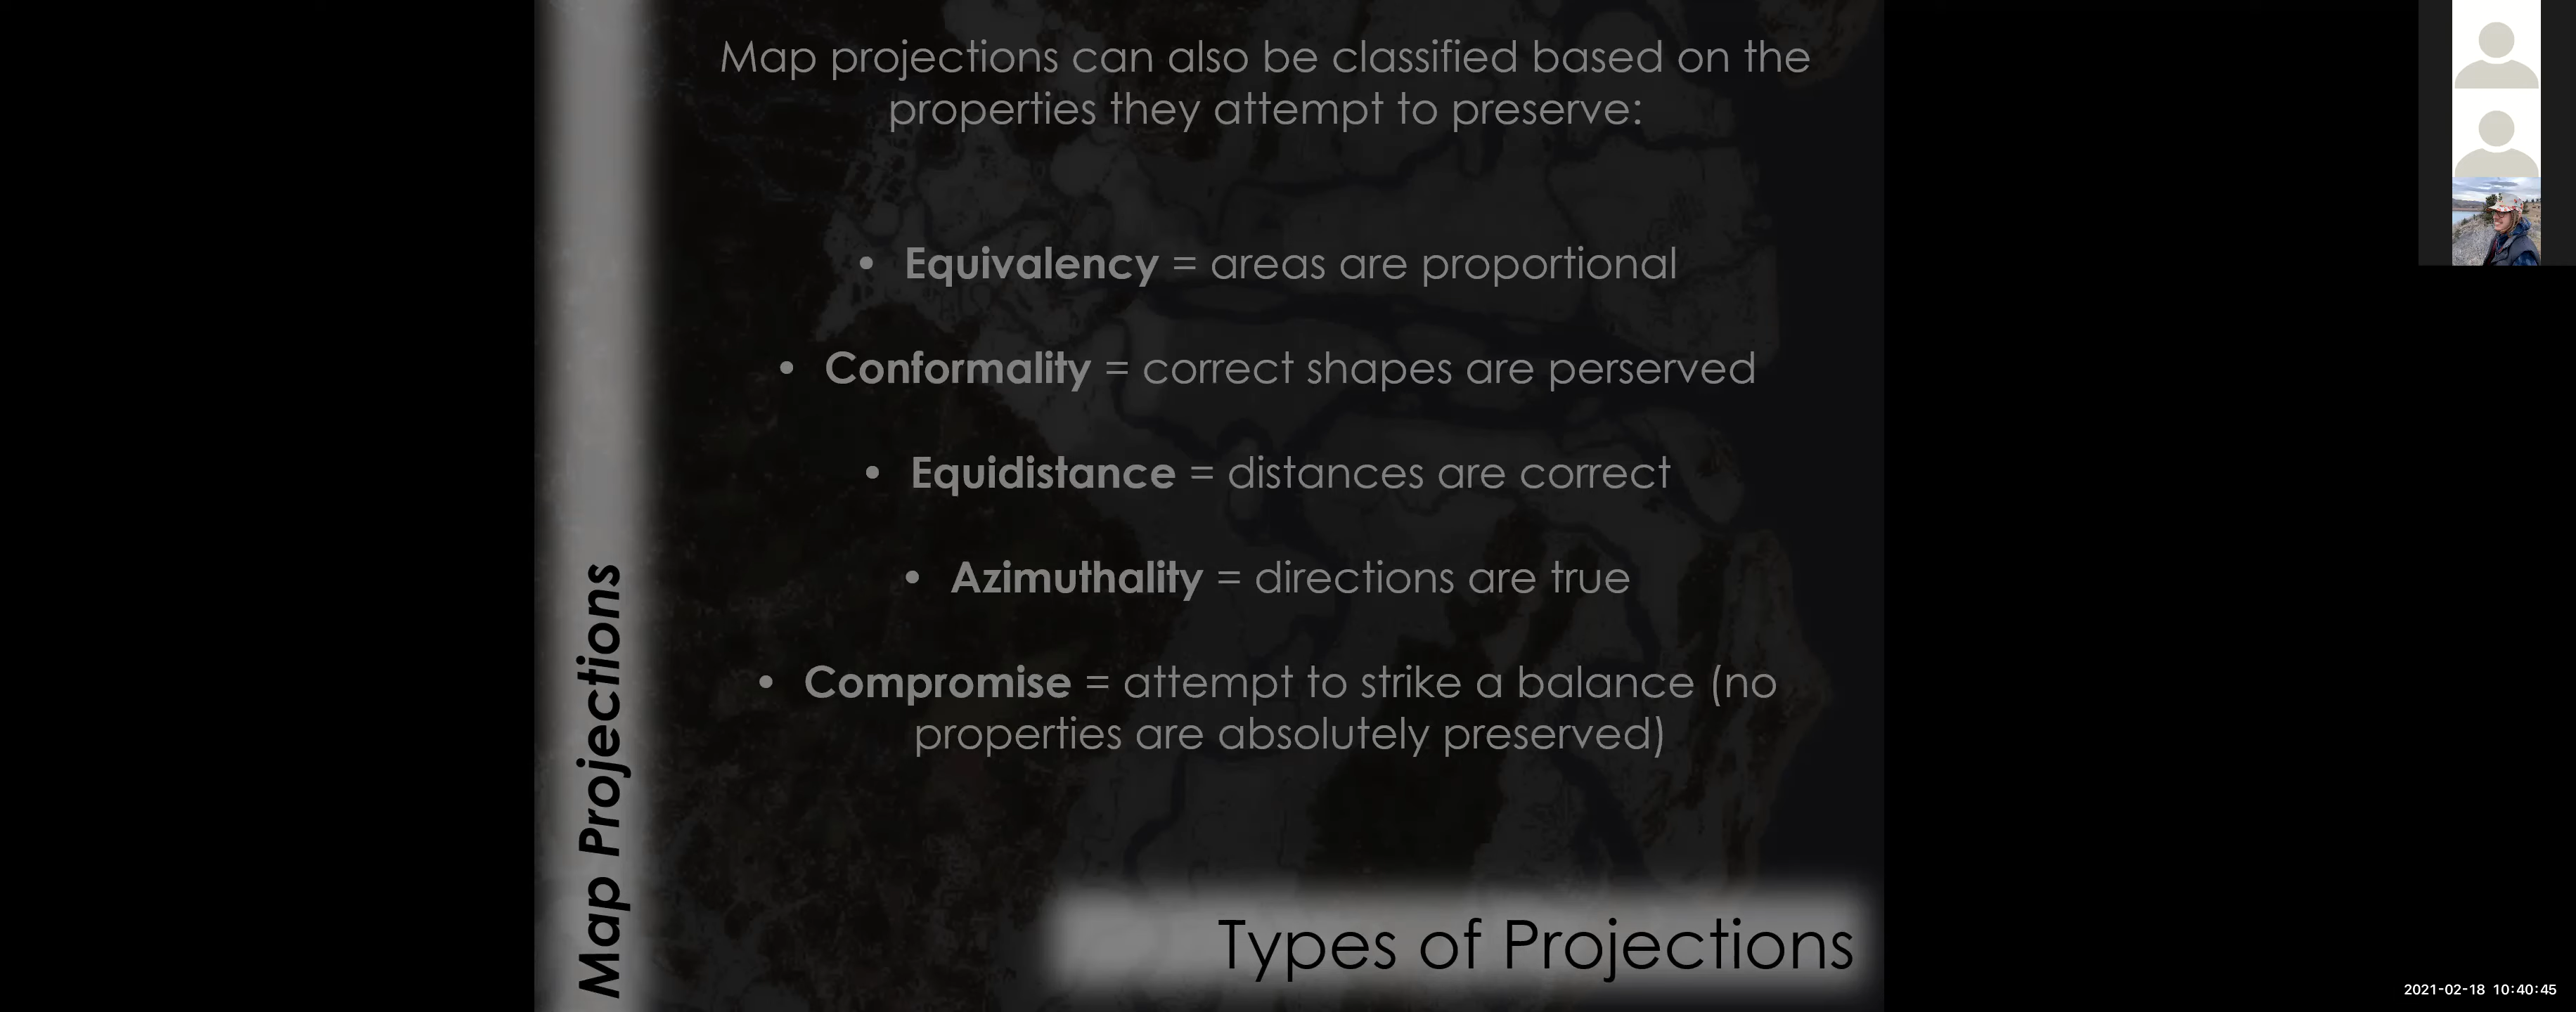 Map projections can also be classified based on the
properties they attempt to preserve:
• Equivalency = areas are proportional
• Conformality = correct shapes are perserved
• Equidistance = distances are correct
• Azimuthality = directions are true
• Compromise = attempt to strike a balance (no
properties are absolutely preserved)
Map Projections
Types of Projections
2021-02-18 10:40:45